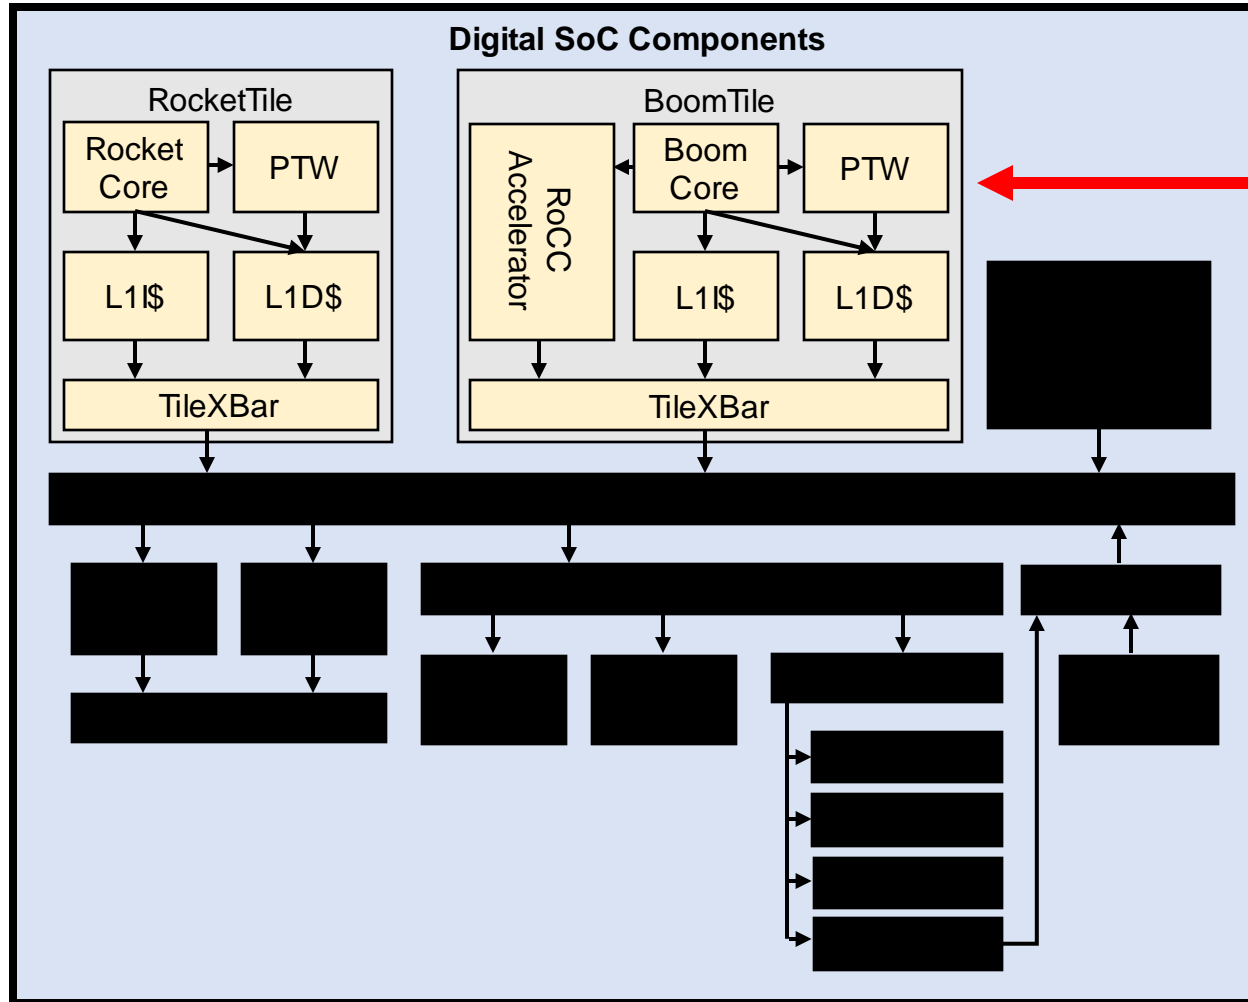 Digital SoC Components
RocketTile
Rocket
Core
PTW
L1I$
L1D$
TileXBar
BoomTile
RoCC
Accelerator
Boom
Core
PTW
L1I$
L1D$
TileXBar